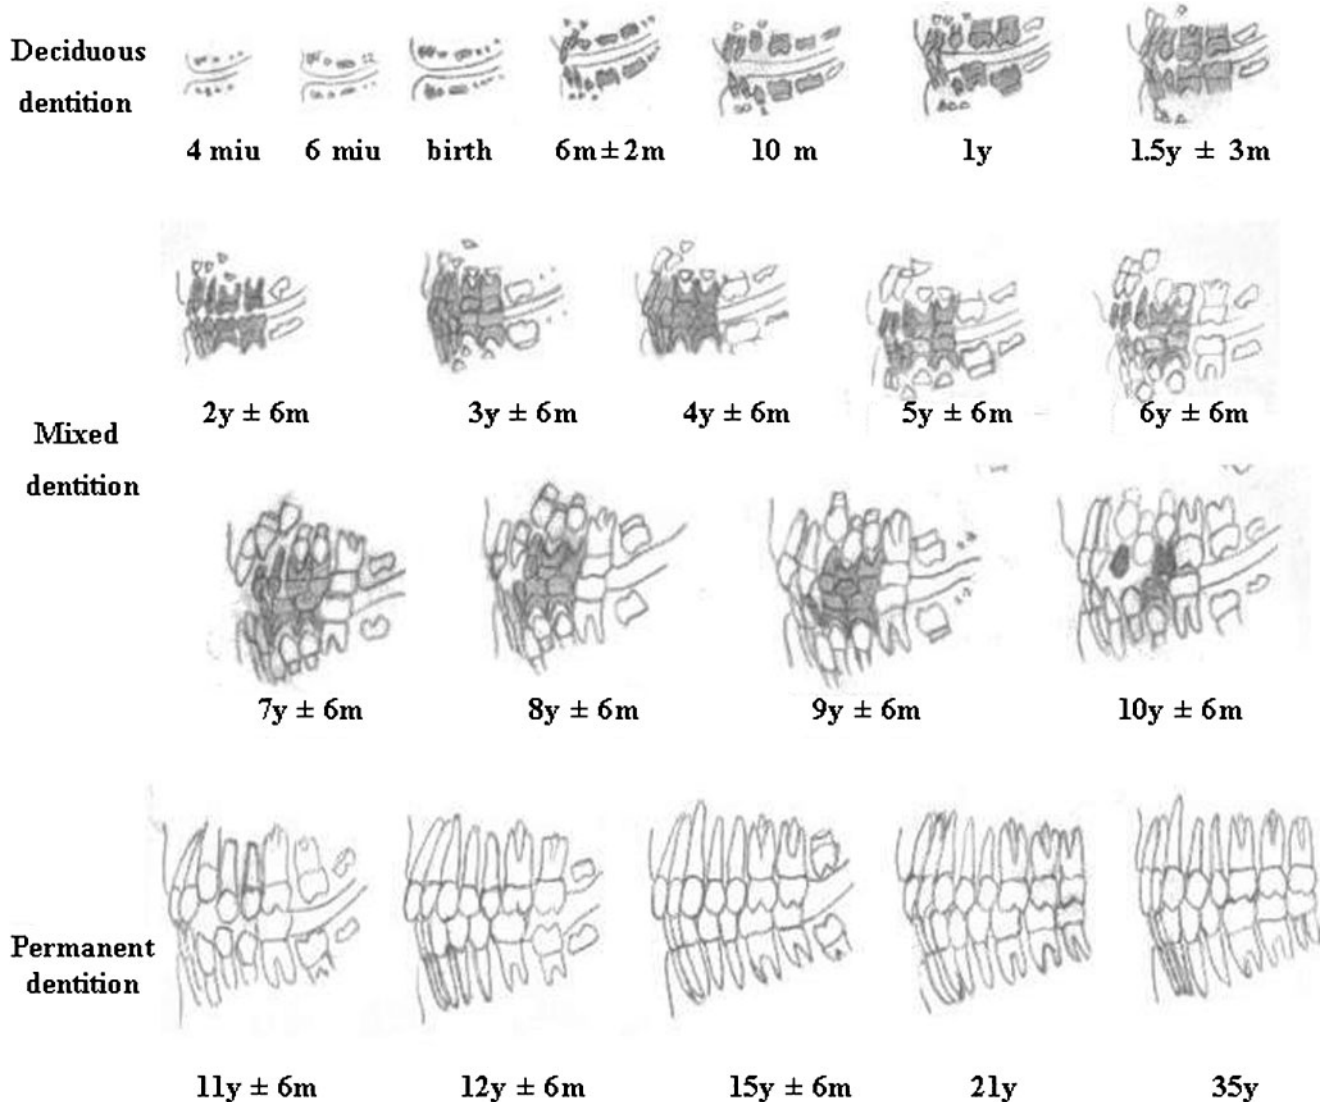 Deciduous
dentition
4 miu 6 miu birth 6m ± 2m 10 m 1y 1.5y ± 3m
2y ± 6m 3y ± 6m 4y ± 6m 5y ± 6m 6y ± 6m
Mixed
dentition
7y ± 6m 8y ± 6m 9y ± 6m 10y ± 6m
Permanent
dentition
11y ± 6m 12y ± 6m 15y ± 6m 21y 35y